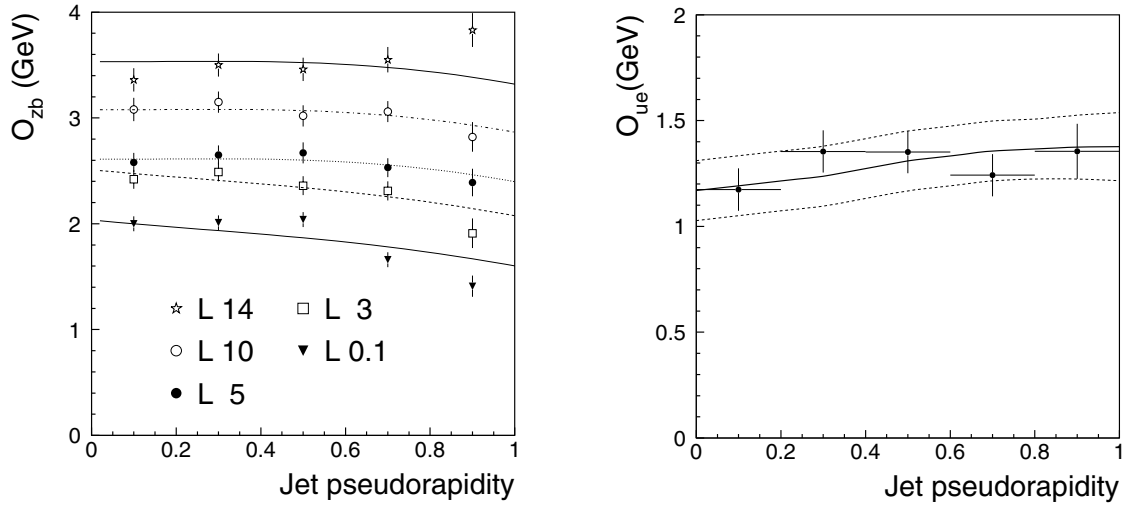 O_zb (GeV)
4
3
2
1
0
L 14
L 3
L 10
L 0.1
L 5
0 0.2 0.4 0.6 0.8 1
Jet pseudorapidity
O_ue(GeV)
2
1.5
1
0.5
0
0 0.2 0.4 0.6 0.8 1
Jet pseudorapidity